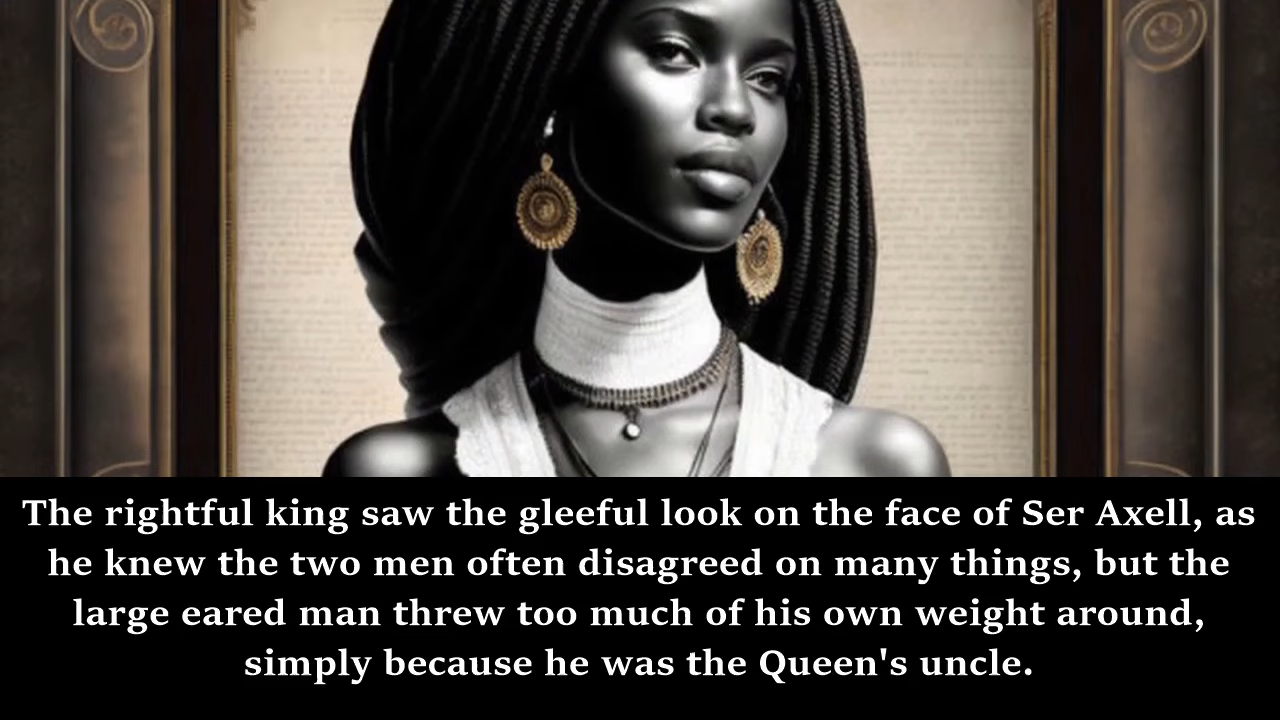 The rightful king saw the gleeful look on the face of Ser Axell, as
he knew the two men often disagreed on many things, but the
large eared man threw too much of his own weight around,
simply because he was the Queen's uncle.